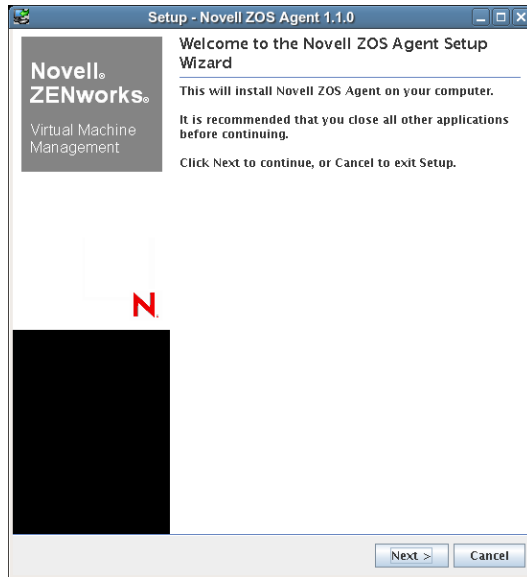 Setup - Novell ZOS Agent 1.1.0
Novell®
ZENworks®
Virtual Machine
Management
Welcome to the Novell ZOS Agent Setup
Wizard
This will install Novell ZOS Agent on your computer.
It is recommended that you close all other applications
before continuing.
Click Next to continue, or Cancel to exit Setup.
N.
Next >
Cancel